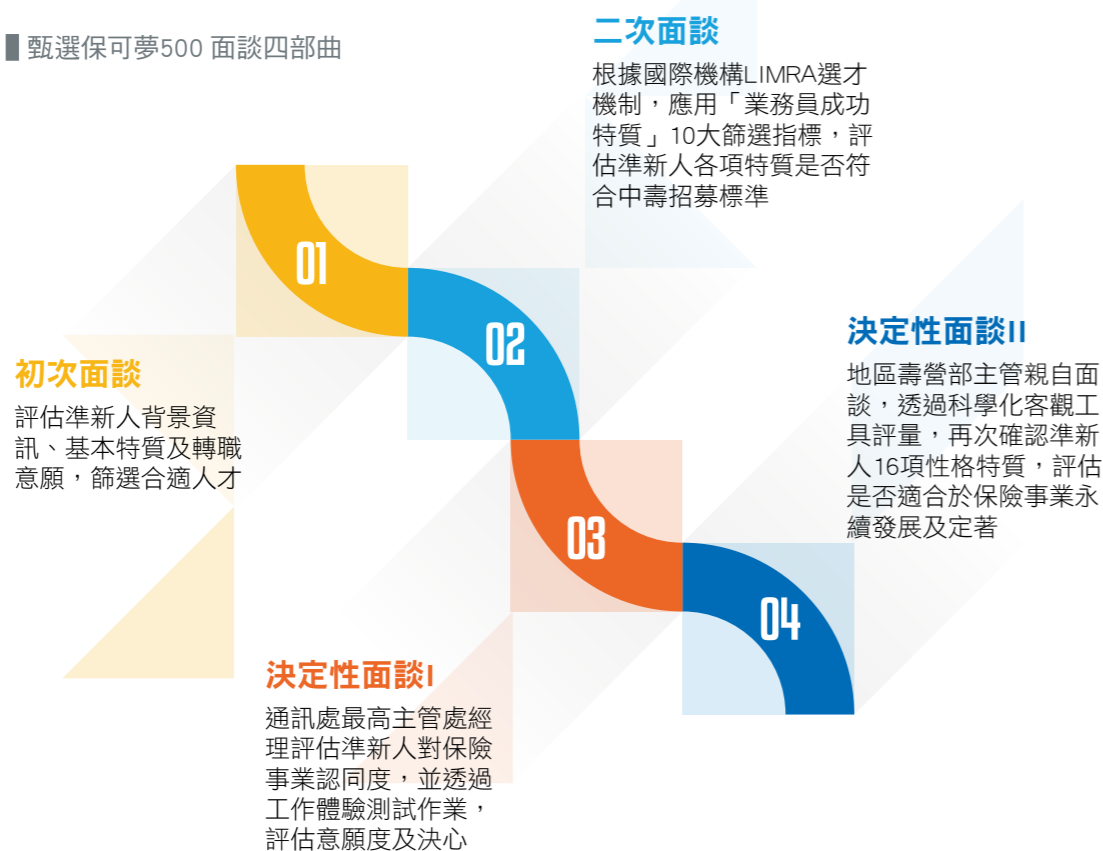 甄選保可夢500 面談四部曲
01
初次面談
評估準新人背景資
訊、基本特質及轉職
意願，篩選合適人才
02
二次面談
根據國際機構LIMRA選才
機制，應用「業務員成功
特質」10大篩選指標，評
估準新人各項特質是否符
合中壽招募標準
03
決定性面談I
通訊處最高主管處經
理評估準新人對保險
事業認同度，並透過
工作體驗測試作業，
評估意願度及決心
04
決定性面談II
地區壽營部主管親自面
談，透過科學化客觀工
具評量，再次確認準新
人16項性格特質，評估
是否適合於保險事業永
續發展及定著